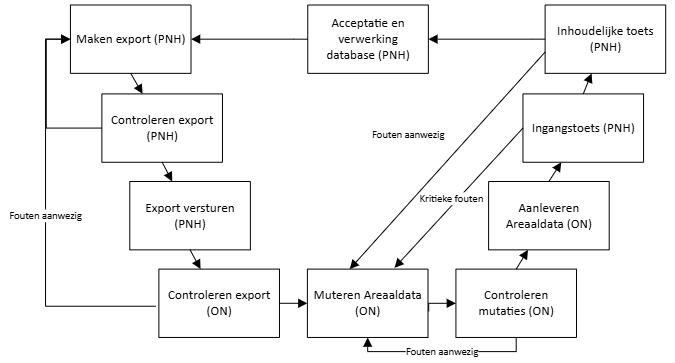 Maken export (PNH)
Acceptatie en
verwerking
database (PNH)
Inhoudelijke toets
(PNH)
Controleren export
(PNH)
Fouten aanwezig
Ingangstoets (PNH)
Export versturen
(PNH)
Kritieke fouten
Aanleveren
Areaaldata (ON)
Fouten aanwezig
Controleren export
(ON)
Muteren Areaaldata
(ON)
Controleren
mutaties (ON)
Fouten aanwezig